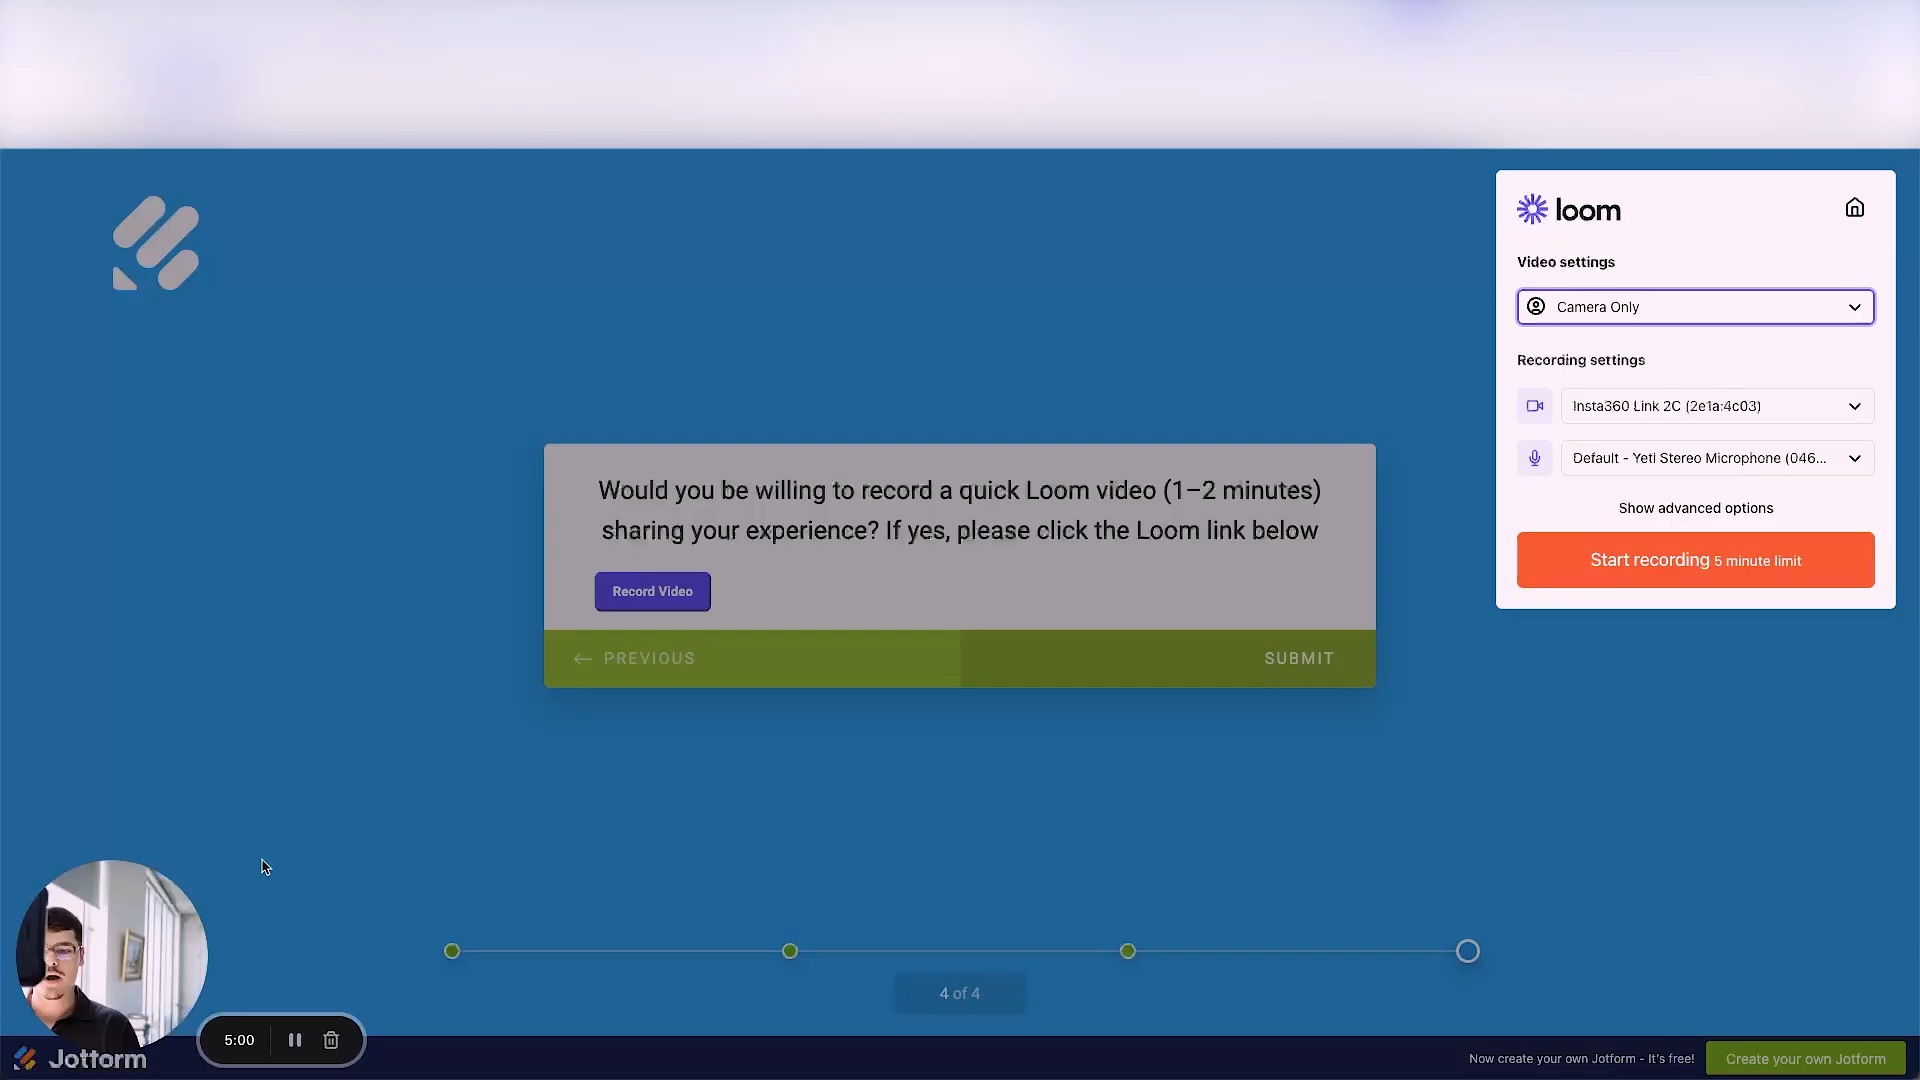 loom
Video settings
Camera Only
Recording settings
Insta360 Link 2C (2e1a:4c03)
Default - Yeti Stereo Microphone (046...
Show advanced options
Start recording 5 minute limit
Would you be willing to record a quick Loom video (1–2 minutes)
sharing your experience? If yes, please click the Loom link below
Record Video
← PREVIOUS
SUBMIT
4 of 4
5:00
Jotform
Now create your own Jotform - It's free!
Create your own Jotform